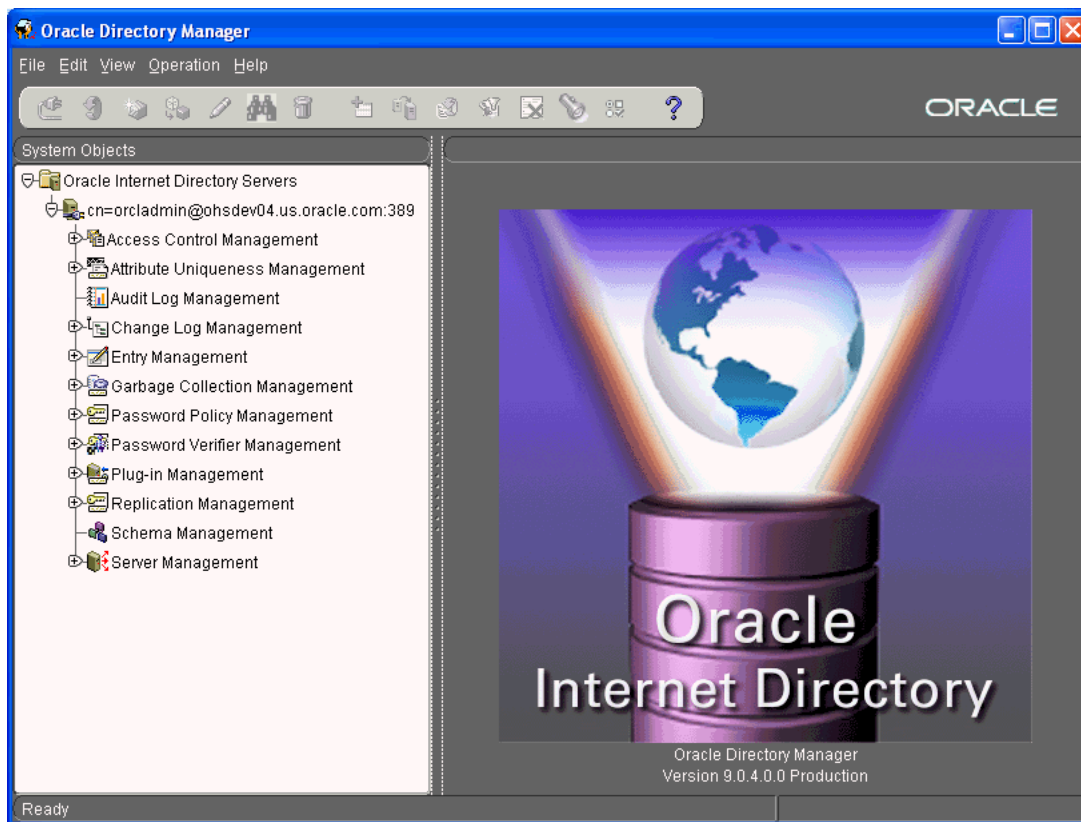 Oracle Directory Manager
File Edit View Operation Help
?
ORACLE
System Objects
Oracle Internet Directory Servers
cn=orcladmin@ohsdev04.us.oracle.com:389
Access Control Management
Attribute Uniqueness Management
Audit Log Management
Change Log Management
Entry Management
Garbage Collection Management
Password Policy Management
Password Verifier Management
Plug-in Management
Replication Management
Schema Management
Server Management
Oracle
Internet Directory
Oracle Directory Manager
Version 9.0.4.0.0 Production
Ready